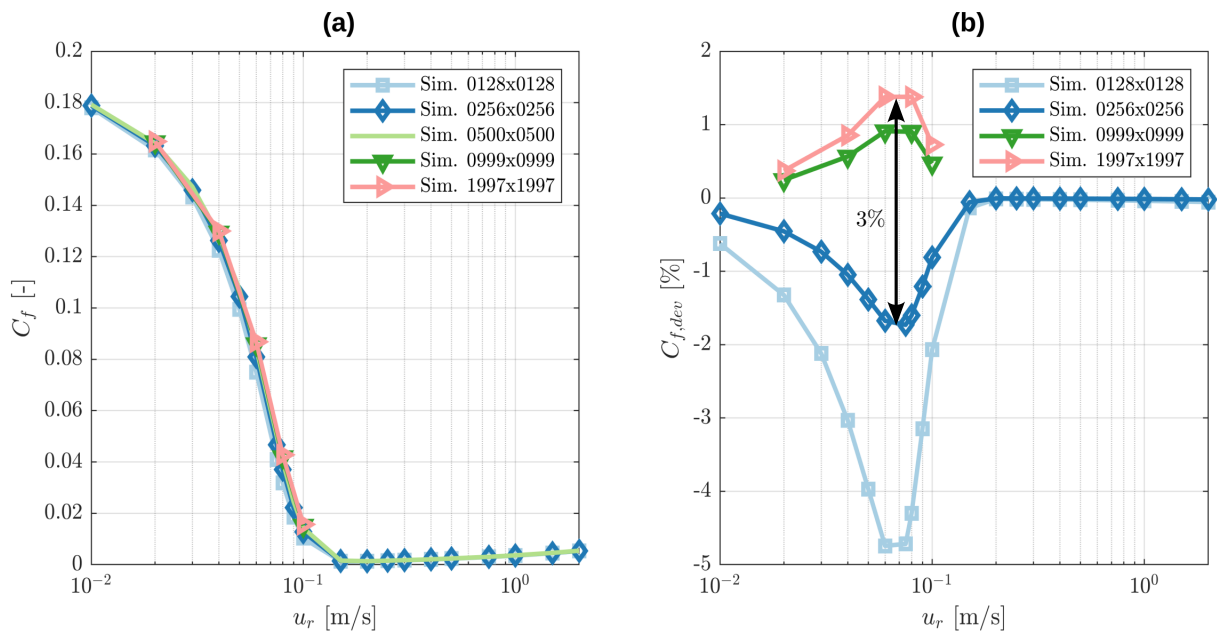 (a)
0.2
0.18
0.16
0.14
0.12
0.1
0.08
0.06
0.04
0.02
0
C_f [-]
10^-2
10^-1
10^0
u_r [m/s]
Sim. 0128x0128
Sim. 0256x0256
Sim. 0500x0500
Sim. 0999x0999
Sim. 1997x1997
(b)
2
1
0
-1
-2
-3
-4
-5
C_f,dev [%]
10^-2
10^-1
10^0
u_r [m/s]
Sim. 0128x0128
Sim. 0256x0256
Sim. 0999x0999
Sim. 1997x1997
3%